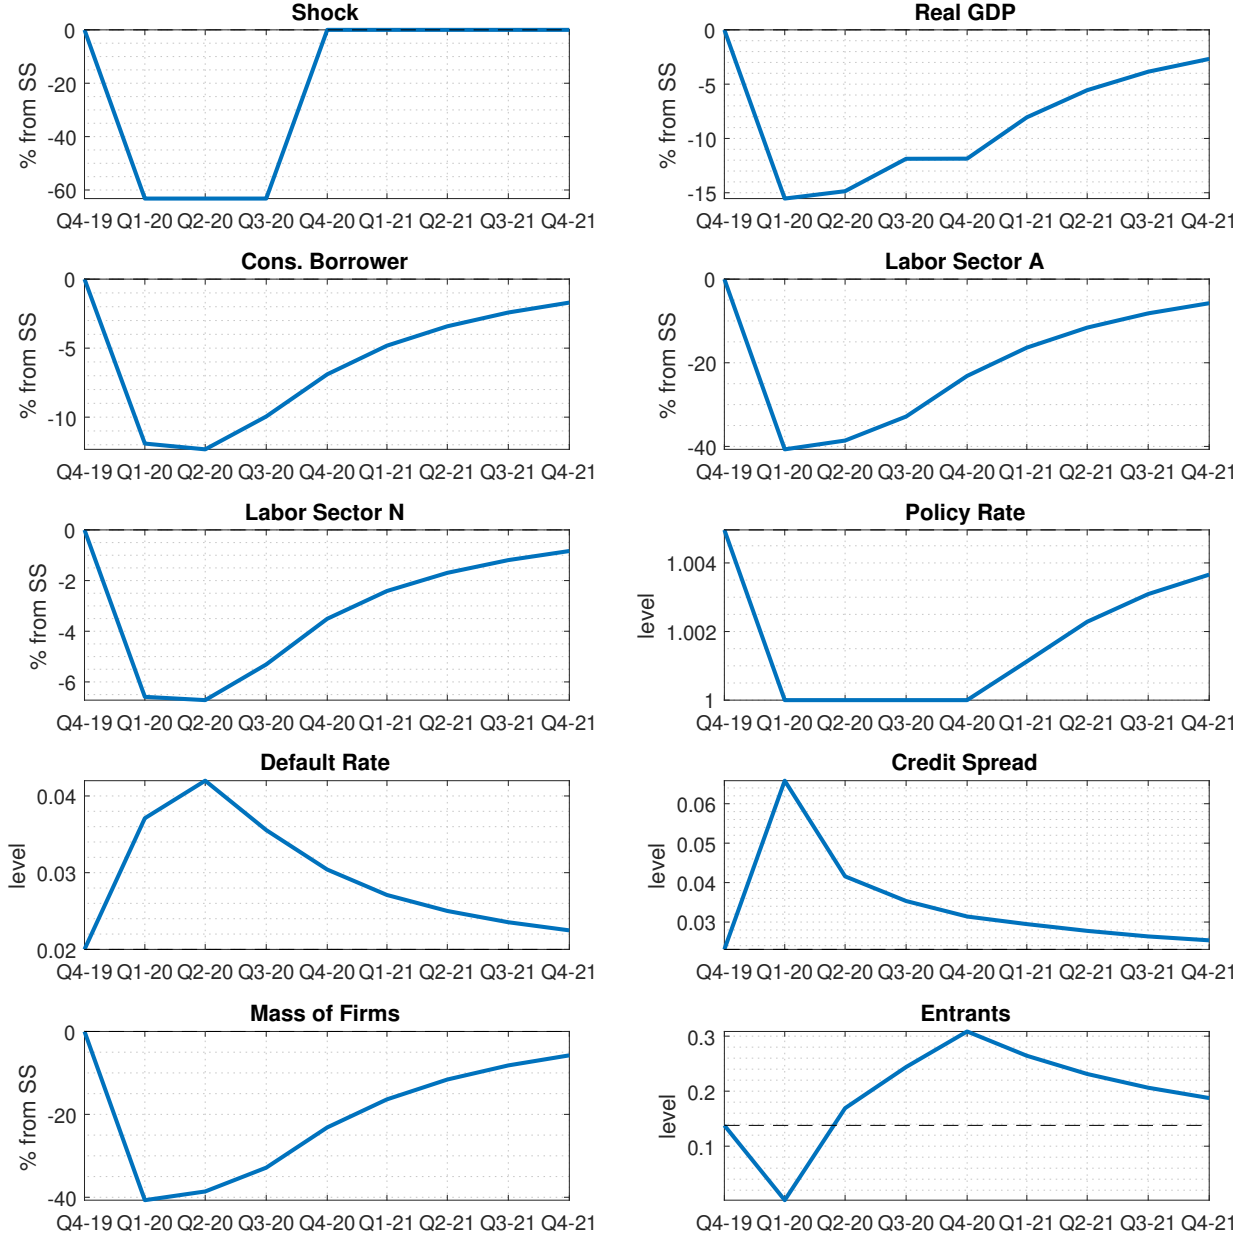 Shock
0
-20
-40
-60
% from SS
Q4-19 Q1-20 Q2-20 Q3-20 Q4-20 Q1-21 Q2-21 Q3-21 Q4-21
Real GDP
0
-5
-10
-15
% from SS
Q4-19 Q1-20 Q2-20 Q3-20 Q4-20 Q1-21 Q2-21 Q3-21 Q4-21
Cons. Borrower
0
-5
-10
% from SS
Q4-19 Q1-20 Q2-20 Q3-20 Q4-20 Q1-21 Q2-21 Q3-21 Q4-21
Labor Sector A
0
-20
-40
% from SS
Q4-19 Q1-20 Q2-20 Q3-20 Q4-20 Q1-21 Q2-21 Q3-21 Q4-21
Labor Sector N
0
-2
-4
-6
% from SS
Q4-19 Q1-20 Q2-20 Q3-20 Q4-20 Q1-21 Q2-21 Q3-21 Q4-21
Policy Rate
1.004
1.002
1
level
Q4-19 Q1-20 Q2-20 Q3-20 Q4-20 Q1-21 Q2-21 Q3-21 Q4-21
Default Rate
0.04
0.03
0.02
level
Q4-19 Q1-20 Q2-20 Q3-20 Q4-20 Q1-21 Q2-21 Q3-21 Q4-21
Credit Spread
0.06
0.05
0.04
0.03
level
Q4-19 Q1-20 Q2-20 Q3-20 Q4-20 Q1-21 Q2-21 Q3-21 Q4-21
Mass of Firms
0
-20
-40
% from SS
Q4-19 Q1-20 Q2-20 Q3-20 Q4-20 Q1-21 Q2-21 Q3-21 Q4-21
Entrants
0.3
0.2
0.1
level
Q4-19 Q1-20 Q2-20 Q3-20 Q4-20 Q1-21 Q2-21 Q3-21 Q4-21